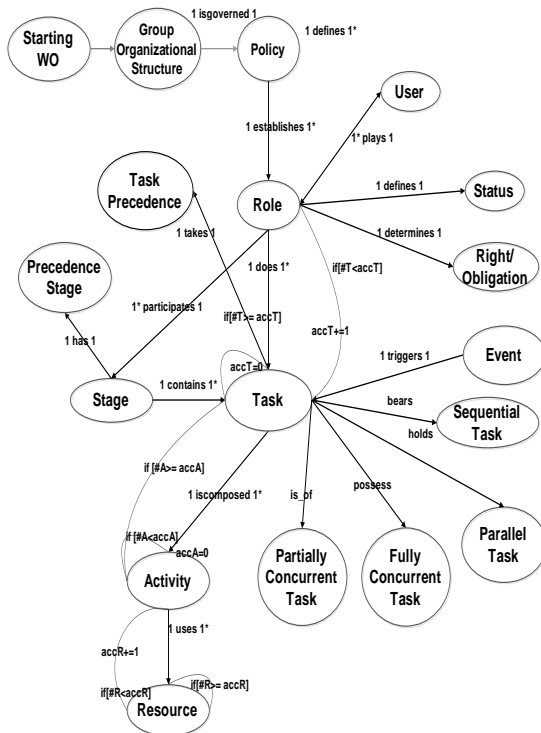 1 isgoverned 1
Starting
WO
Group
Organizational
Structure
Policy
1 defines 1*
1 establishes 1*
User
1* plays 1
Task
Precedence
Role
1 defines 1
Status
1 takes 1
1 does 1*
if[#T<accT]
1 determines 1
Right/
Obligation
Precedence
Stage
1* participates 1
if[#T>= accT]
accT+=1
1 has 1
accT=0
1 triggers 1
Event
Stage
1 contains 1*
Task
bears
Sequential
Task
holds
if [#A>= accA]
1 iscomposed 1*
is_of
possess
Parallel
Task
if [#A<accA]
accA=0
Activity
Partially
Concurrent
Task
Fully
Concurrent
Task
1 uses 1*
accR+=1
if[#R<accR]
if[#R>= accR]
Resource